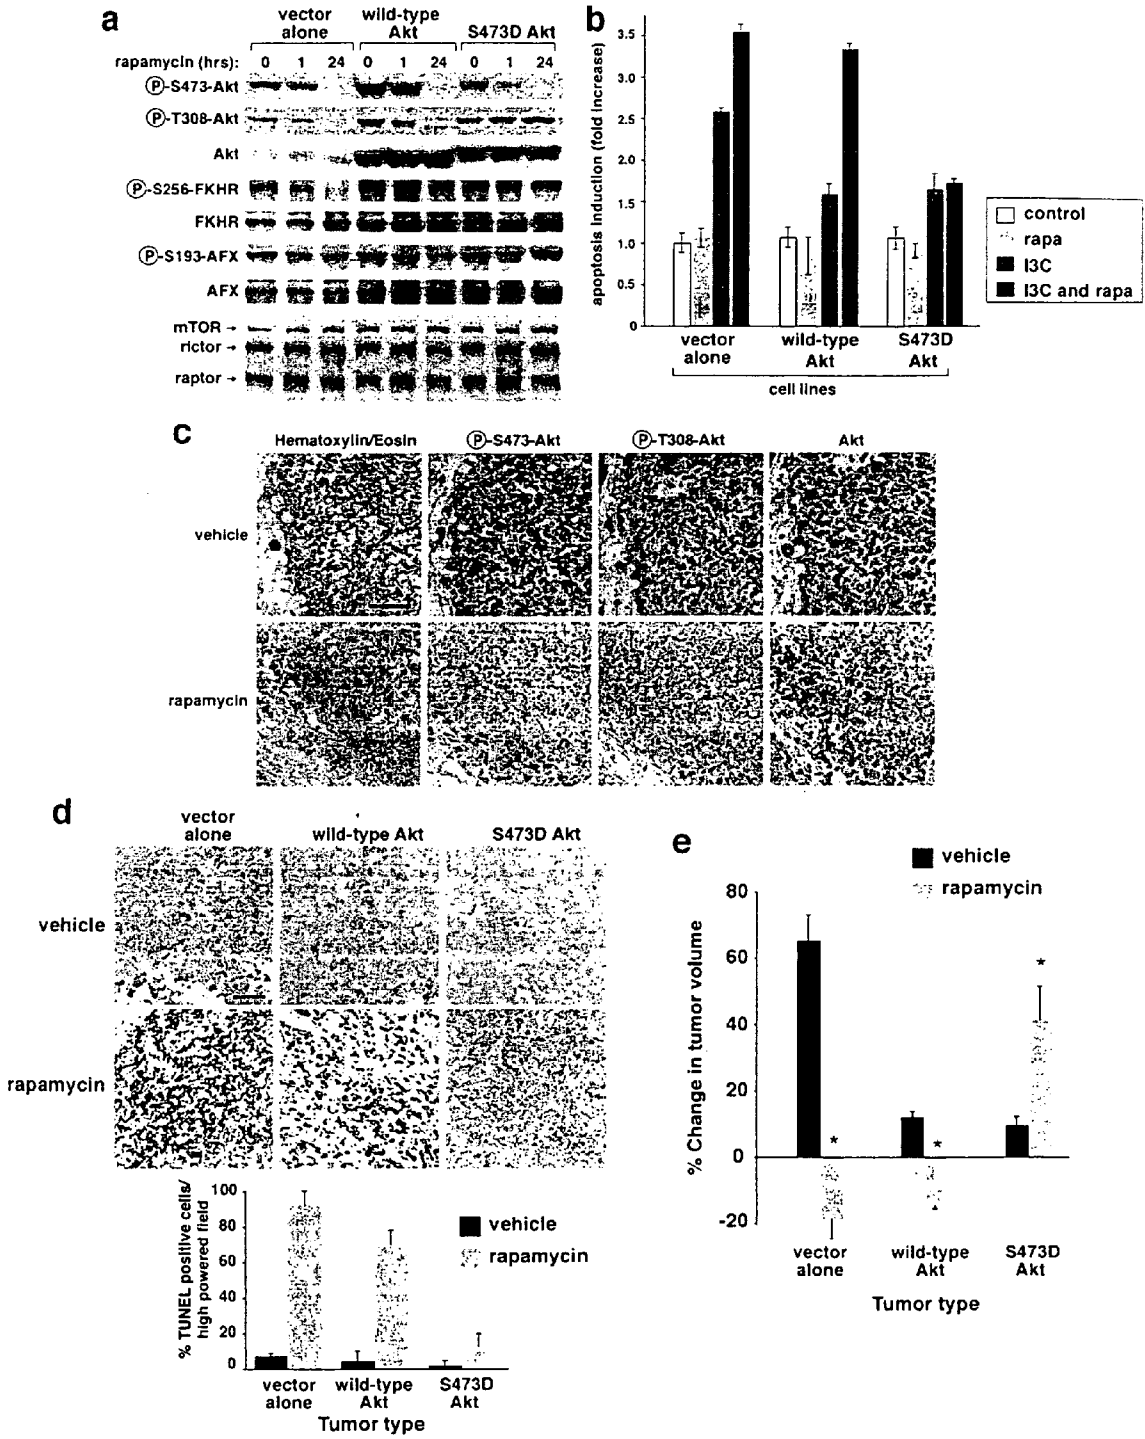 a
vector alone
wild-type Akt
S473D Akt
rapamycin (hrs): 0 1 24 0 1 24 0 1 24
Ⓟ-S473-Akt
Ⓟ-T308-Akt
Akt
Ⓟ-S256-FKHR
FKHR
Ⓟ-S193-AFX
AFX
mTOR →
rictor →
raptor →
b
apoptosis induction (fold increase)
3.5
3.0
2.5
2.0
1.5
1.0
0.5
0
vector alone
wild-type Akt
S473D Akt
cell lines
control
rapa
I3C
I3C and rapa
c
Hematoxylin/Eosin
Ⓟ-S473-Akt
Ⓟ-T308-Akt
Akt
vehicle
rapamycin
d
vector alone
wild-type Akt
S473D Akt
vehicle
rapamycin
% TUNEL positive cells/
high powered field
100
80
60
40
20
0
vehicle
rapamycin
vector alone
wild-type Akt
S473D Akt
Tumor type
e
vehicle
rapamycin
% Change in tumor volume
80
60
40
20
0
-20
*
*
*
vector alone
wild-type Akt
S473D Akt
Tumor type